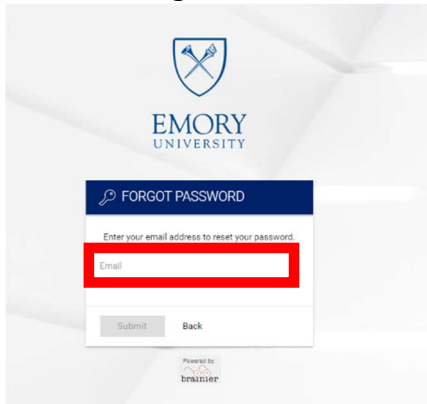 EMORY
UNIVERSITY
FORGOT PASSWORD
Enter your email address to reset your password.
Email
Submit Back
Powered by:
brainier